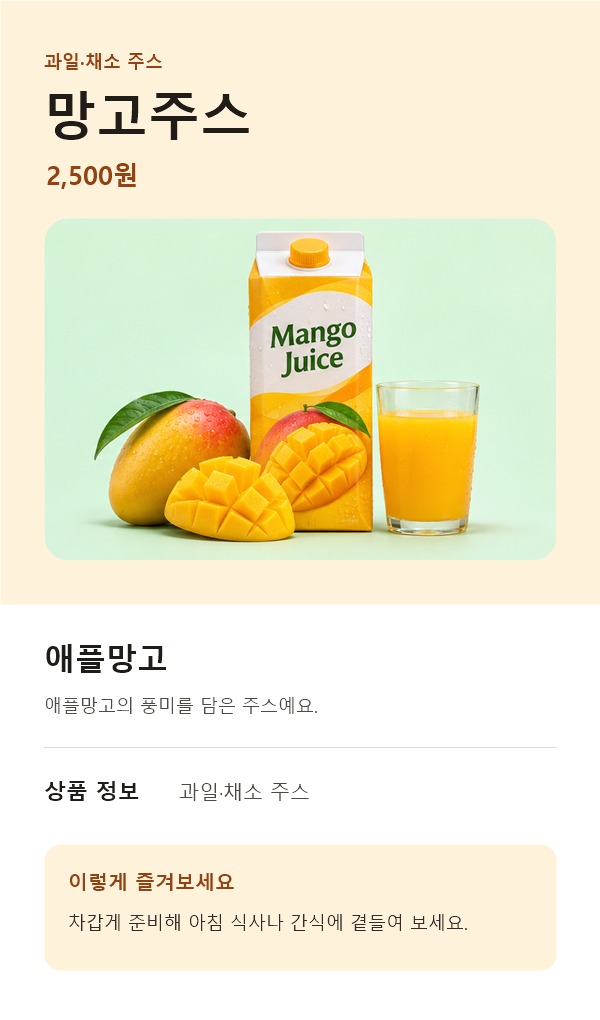 과일·채소 주스
망고주스
2,500원
Mango
Juice
애플망고
애플망고의 풍미를 담은 주스예요.
상품 정보 과일·채소 주스
이렇게 즐겨보세요
차갑게 준비해 아침 식사나 간식에 곁들여 보세요.